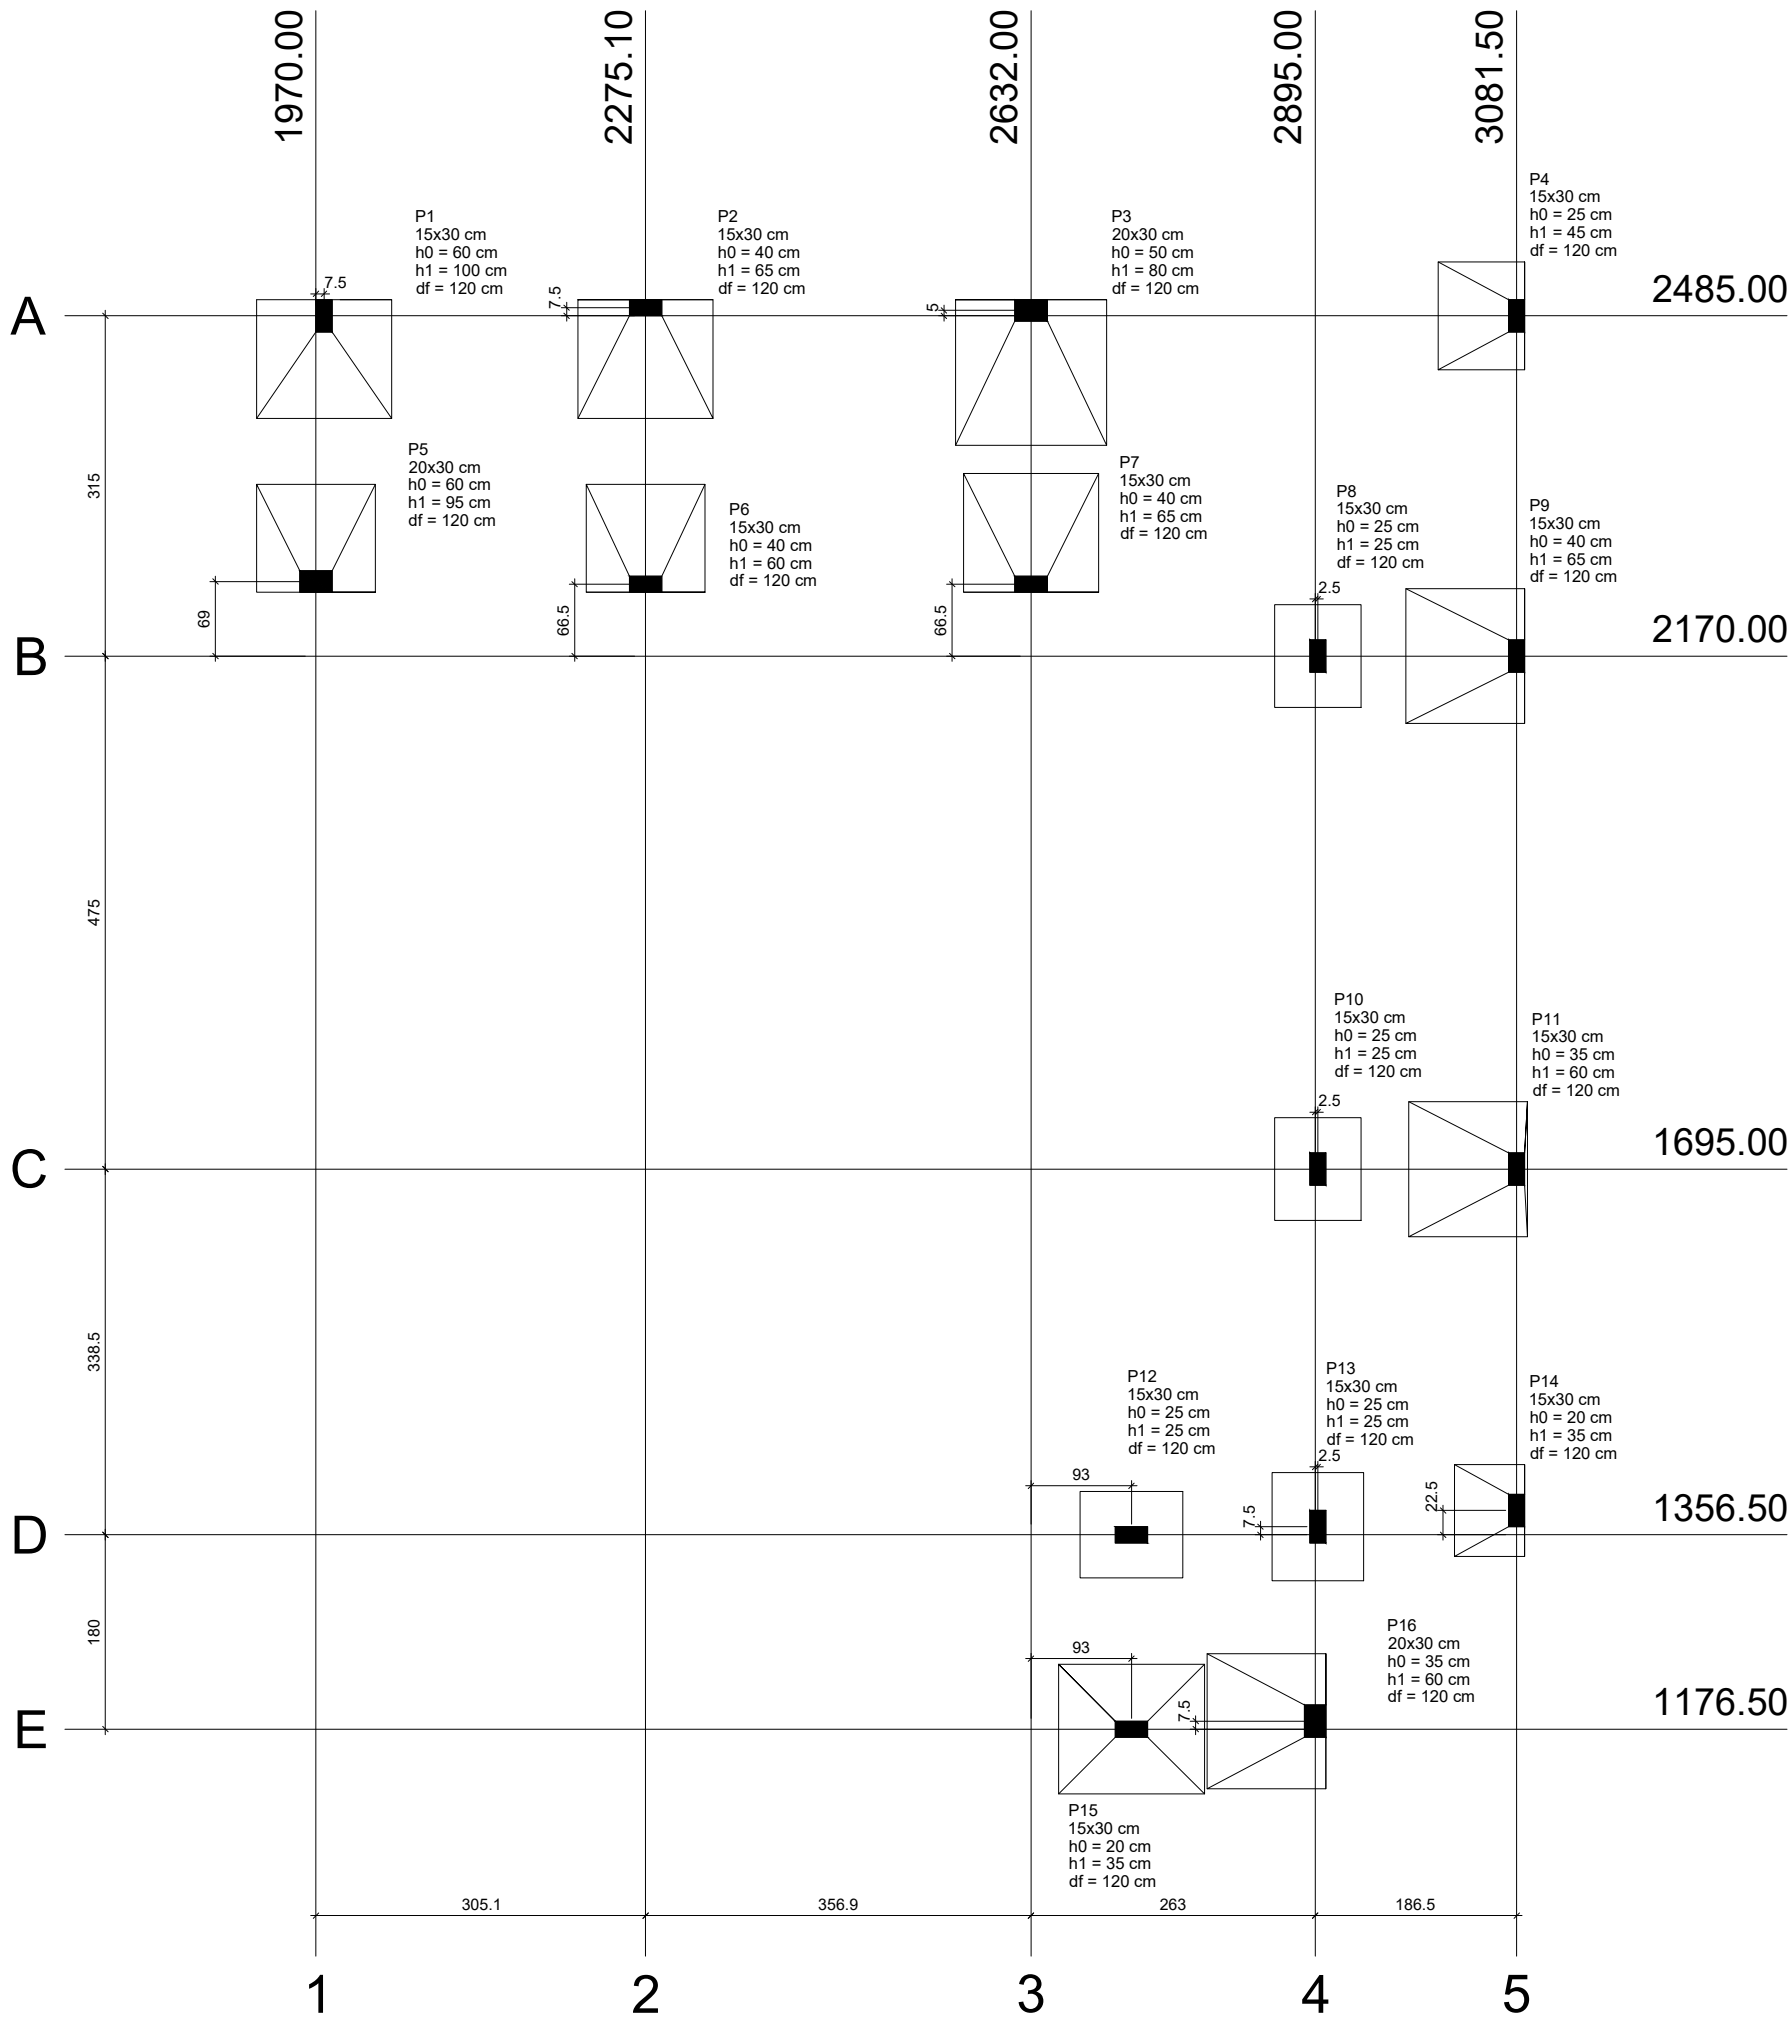 1970.00
2275.10
2632.00
2895.00
3081.50
P1
15x30 cm
h0 = 60 cm
h1 = 100 cm
df = 120 cm
7.5
P2
15x30 cm
h0 = 40 cm
h1 = 65 cm
df = 120 cm
7.5
P3
20x30 cm
h0 = 50 cm
h1 = 80 cm
df = 120 cm
5
P4
15x30 cm
h0 = 25 cm
h1 = 45 cm
df = 120 cm
A
2485.00
315
P5
20x30 cm
h0 = 60 cm
h1 = 95 cm
df = 120 cm
69
P6
15x30 cm
h0 = 40 cm
h1 = 60 cm
df = 120 cm
66.5
P7
15x30 cm
h0 = 40 cm
h1 = 65 cm
df = 120 cm
66.5
P8
15x30 cm
h0 = 25 cm
h1 = 25 cm
df = 120 cm
2.5
P9
15x30 cm
h0 = 40 cm
h1 = 65 cm
df = 120 cm
B
2170.00
475
P10
15x30 cm
h0 = 25 cm
h1 = 25 cm
df = 120 cm
2.5
P11
15x30 cm
h0 = 35 cm
h1 = 60 cm
df = 120 cm
C
1695.00
338.5
P12
15x30 cm
h0 = 25 cm
h1 = 25 cm
df = 120 cm
93
P13
15x30 cm
h0 = 25 cm
h1 = 25 cm
df = 120 cm
2.5
7.5
P14
15x30 cm
h0 = 20 cm
h1 = 35 cm
df = 120 cm
22.5
D
1356.50
180
93
7.5
P16
20x30 cm
h0 = 35 cm
h1 = 60 cm
df = 120 cm
E
1176.50
P15
15x30 cm
h0 = 20 cm
h1 = 35 cm
df = 120 cm
305.1
356.9
263
186.5
1
2
3
4
5